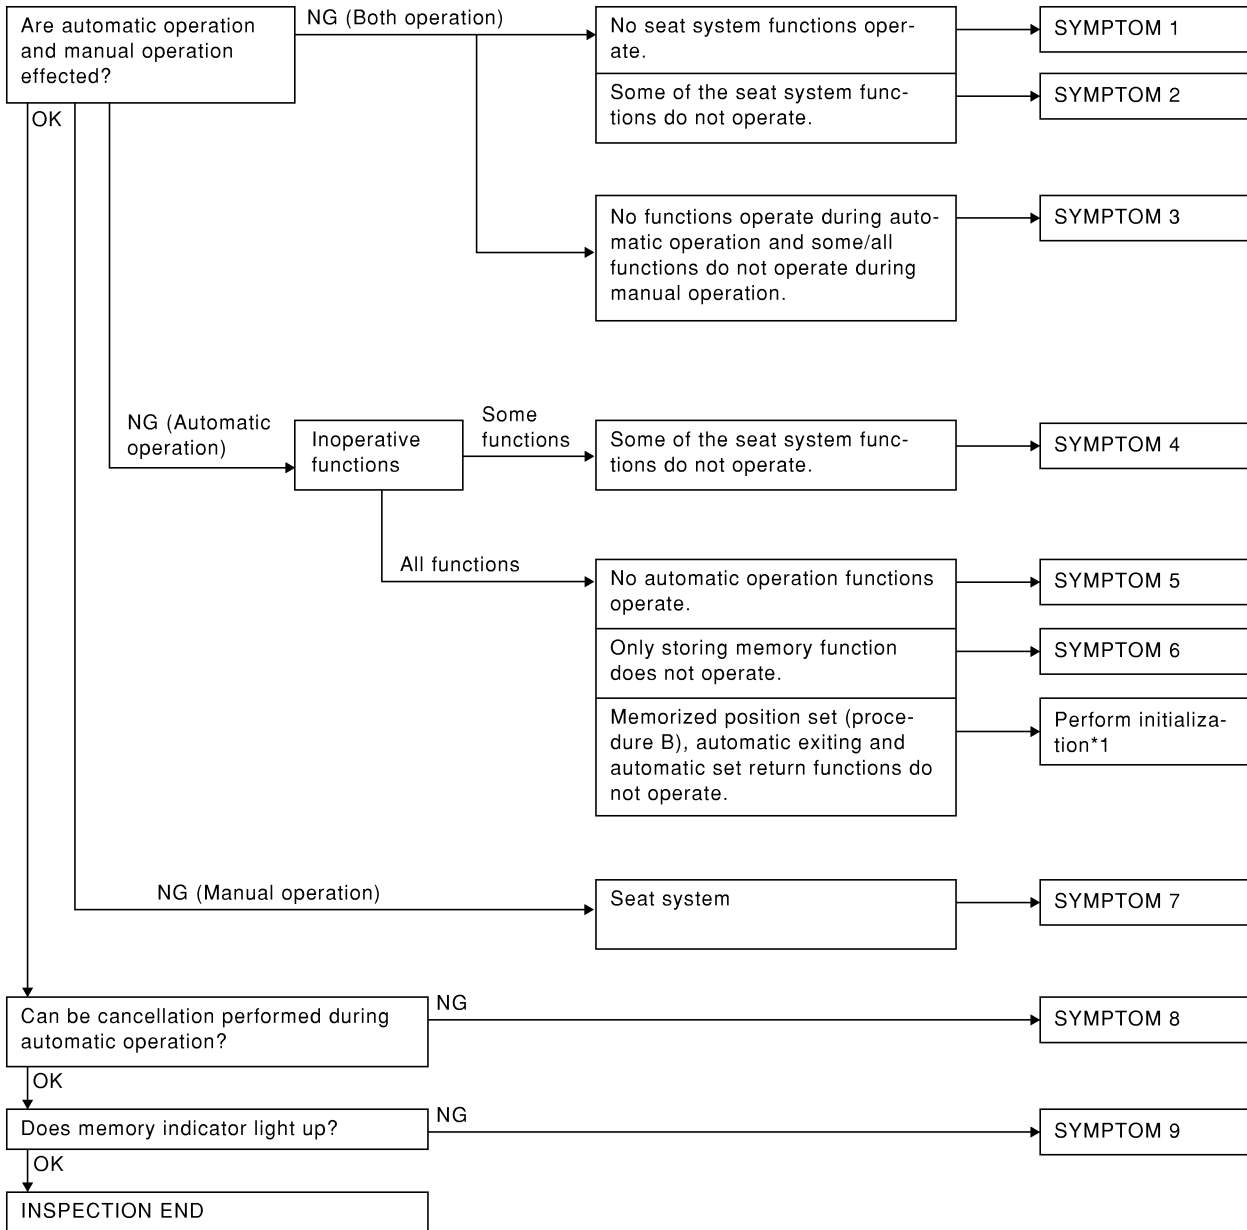 Are automatic operation
and manual operation
effected?
NG (Both operation)
No seat system functions oper-
ate.
SYMPTOM 1
Some of the seat system func-
tions do not operate.
SYMPTOM 2
OK
No functions operate during auto-
matic operation and some/all
functions do not operate during
manual operation.
SYMPTOM 3
NG (Automatic
operation)
Inoperative
functions
Some
functions
Some of the seat system func-
tions do not operate.
SYMPTOM 4
All functions
No automatic operation functions
operate.
SYMPTOM 5
Only storing memory function
does not operate.
SYMPTOM 6
Memorized position set (proce-
dure B), automatic exiting and
automatic set return functions do
not operate.
Perform initializa-
tion*1
NG (Manual operation)
Seat system
SYMPTOM 7
Can be cancellation performed during
automatic operation?
NG
SYMPTOM 8
OK
Does memory indicator light up?
NG
SYMPTOM 9
OK
INSPECTION END